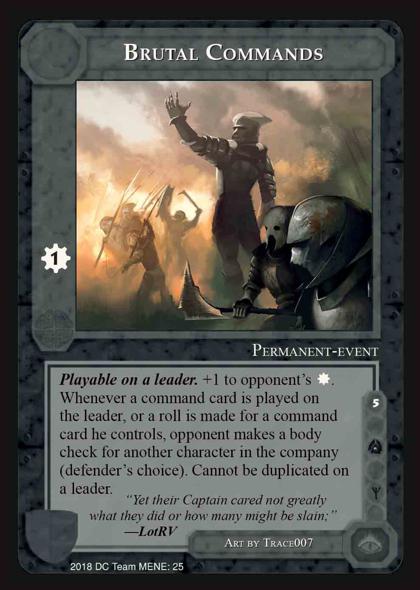 BRUTAL COMMANDS
1
PERMANENT-EVENT
Playable on a leader. +1 to opponent's .
Whenever a command card is played on
the leader, or a roll is made for a command
card he controls, opponent makes a body
check for another character in the company
(defender's choice). Cannot be duplicated on
a leader.
5
"Yet their Captain cared not greatly
what they did or how many might be slain;"
—LotRV
ART BY TRACE007
2018 DC Team MENE: 25